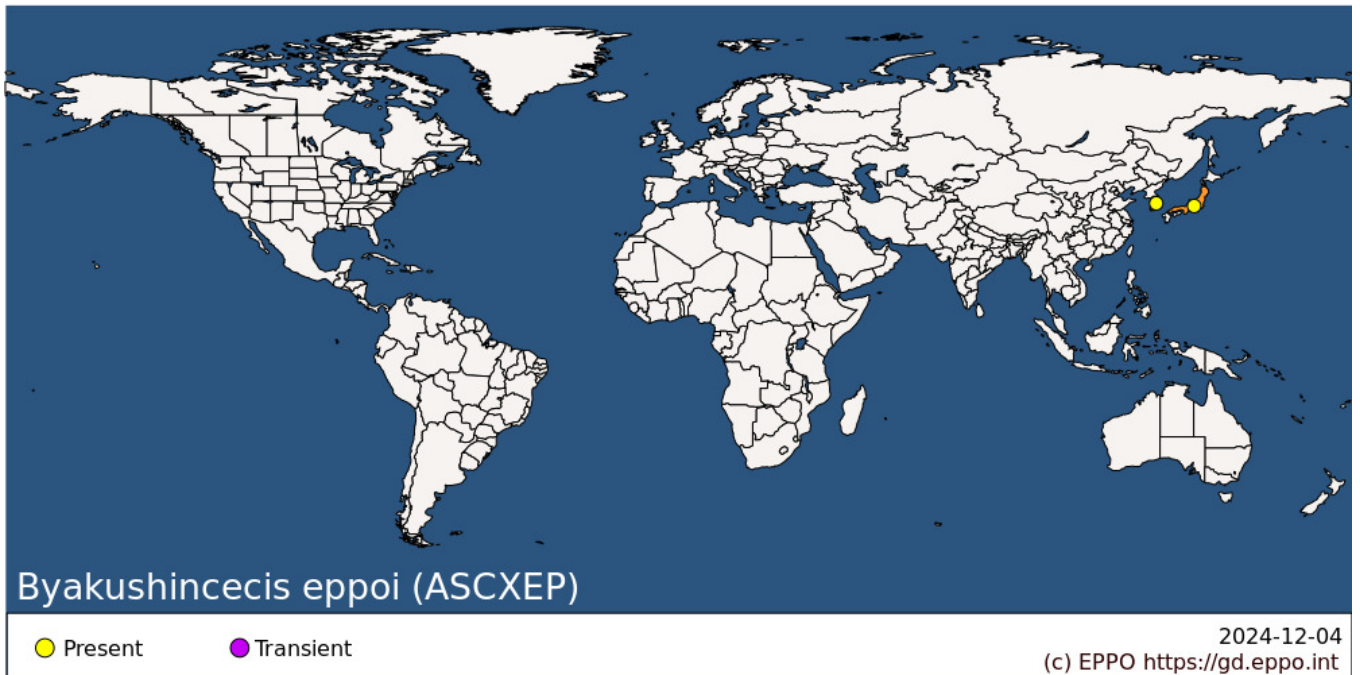 Byakushincecis eppoi (ASCXEP)
Present
Transient
2024-12-04
(c) EPPO https://gd.eppo.int